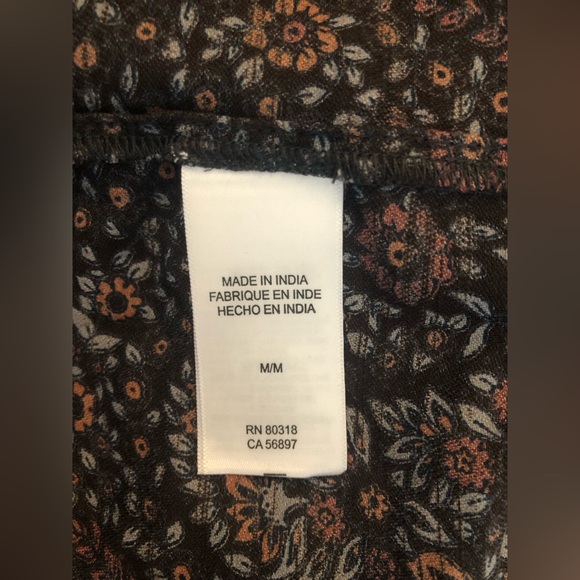 MADE IN INDIA
FABRIQUE EN INDE
HECHO EN INDIA
M/M
RN 80318
CA 56897